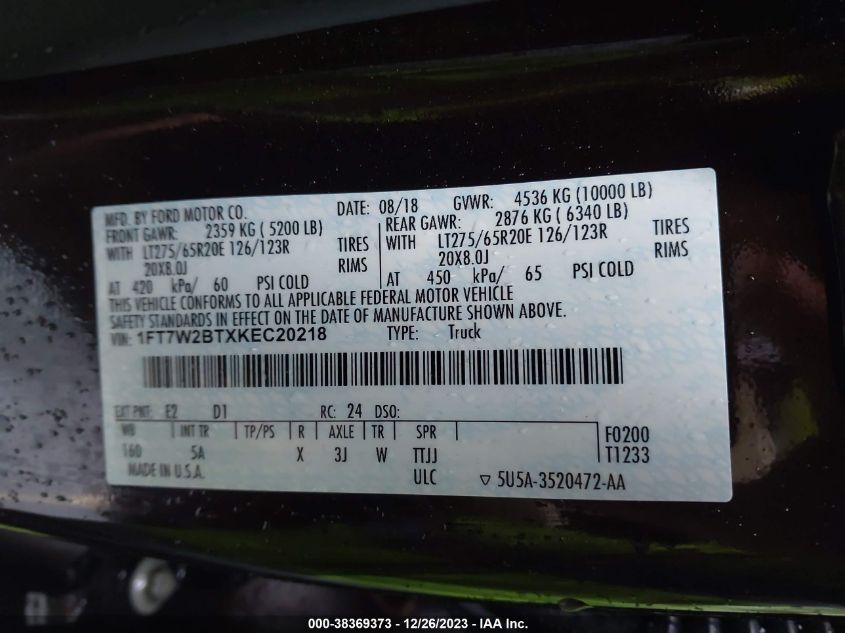 MFD. BY FORD MOTOR CO. DATE: 08/18 GVWR: 4536 KG (10000 LB)
FRONT GAWR: 2359 KG ( 5200 LB) REAR GAWR: 2876 KG ( 6340 LB)
WITH LT275/65R20E 126/123R TIRES WITH LT275/65R20E 126/123R TIRES
20X8.0J RIMS 20X8.0J RIMS
AT 420 kPa/ 60 PSI COLD AT 450 kPa/ 65 PSI COLD
THIS VEHICLE CONFORMS TO ALL APPLICABLE FEDERAL MOTOR VEHICLE
SAFETY STANDARDS IN EFFECT ON THE DATE OF MANUFACTURE SHOWN ABOVE.
VIN: 1FT7W2BTXKEC20218 TYPE: Truck
EXT PNT: E2 D1 RC: 24 DSO:
WB INT TR TP/PS R AXLE TR SPR F0200
160 5A X 3J W TTJJ T1233
MADE IN U.S.A. ULC ▽ 5U5A-3520472-AA
000-38369373 - 12/26/2023 - IAA Inc.